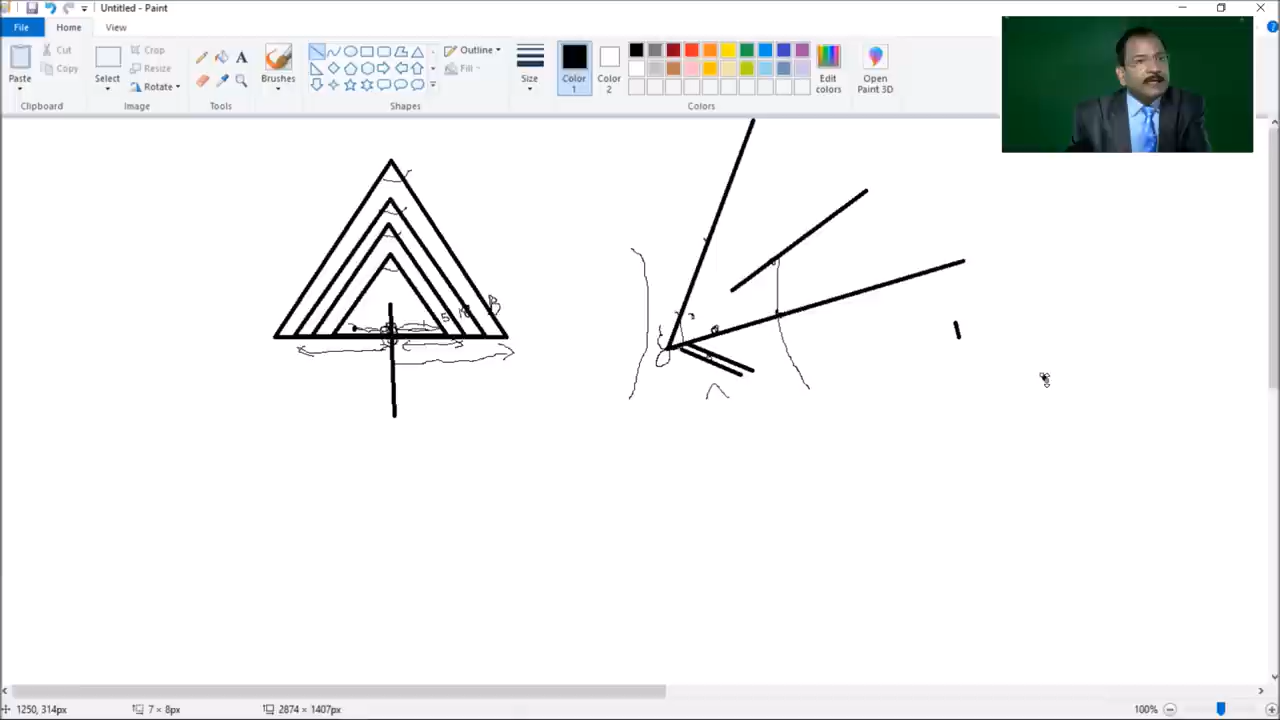 Untitled - Paint
File
Home
View
Paste
Cut
Copy
Clipboard
Select
Crop
Resize
Rotate
Image
Tools
Brushes
Shapes
Outline
Fill
Size
Color 1
Color 2
Colors
Edit colors
Open Paint 3D
5
B
1250, 314px
7 × 8px
2874 × 1407px
100%